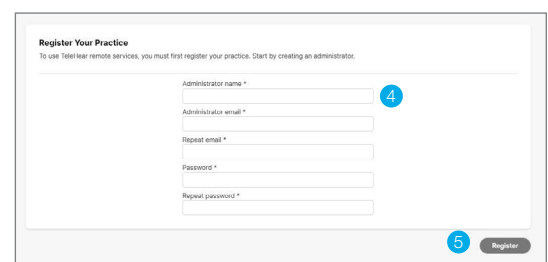 Register Your Practice
To use TeleHear remote services, you must first register your practice. Start by creating an administrator.
Administrator name *
4
Administrator email *
Repeat email *
Password *
Repeat password *
5
Register